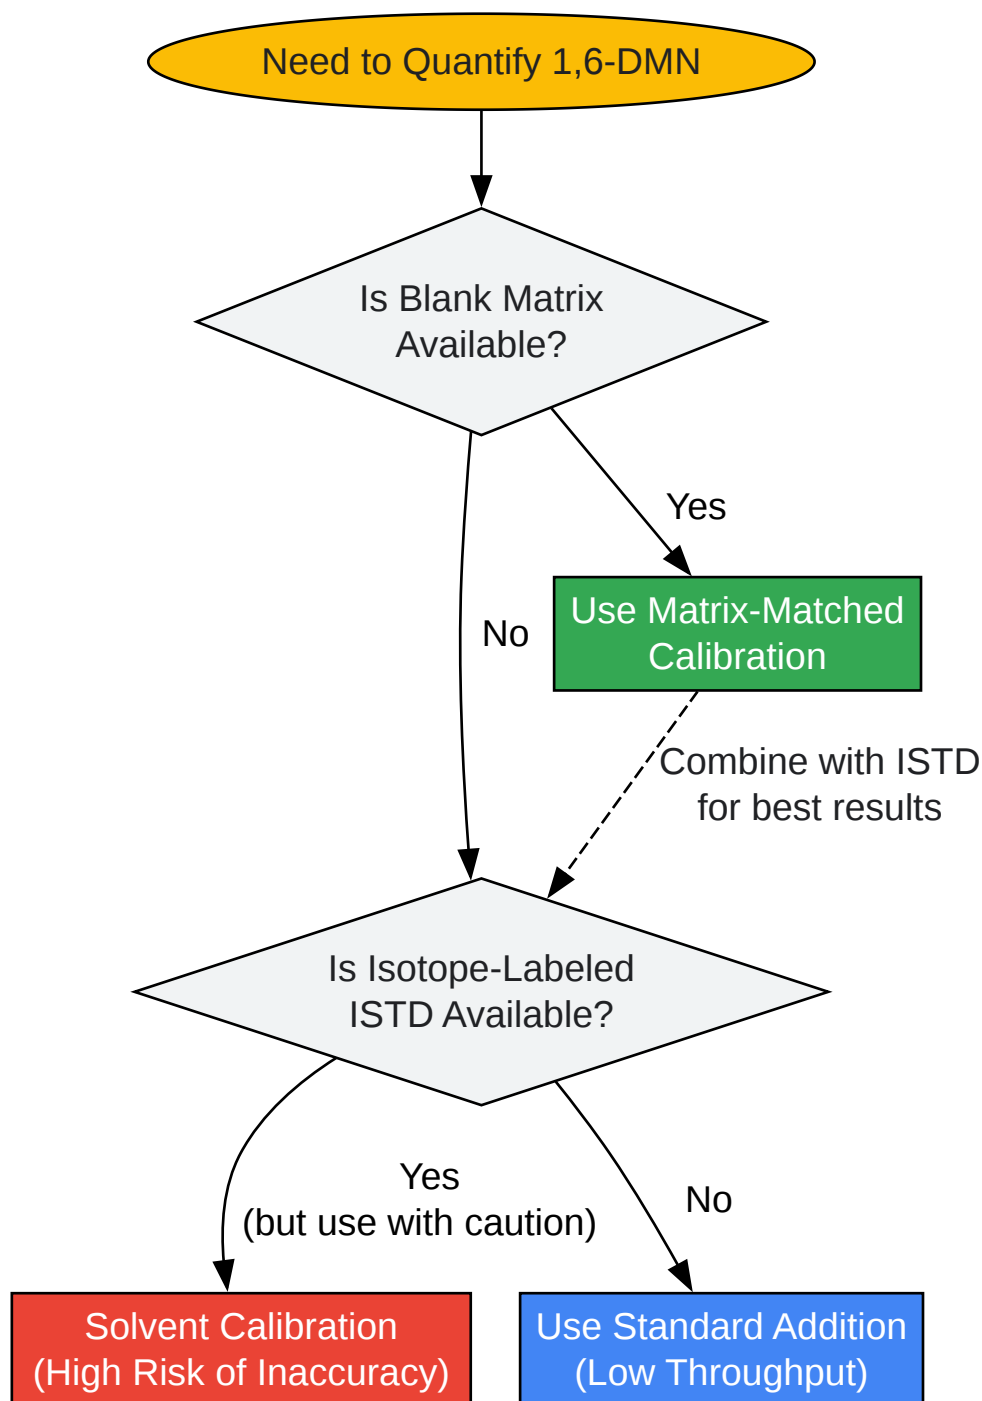 Need to Quantify 1,6-DMN
Is Blank Matrix
Available?
Yes
No
Use Matrix-Matched
Calibration
Combine with ISTD
for best results
Is Isotope-Labeled
ISTD Available?
Yes
(but use with caution)
No
Solvent Calibration
(High Risk of Inaccuracy)
Use Standard Addition
(Low Throughput)